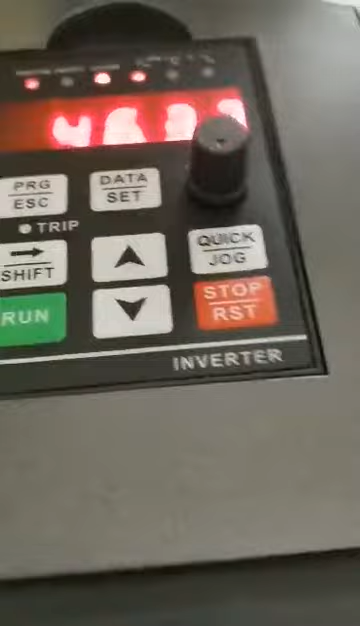 PRG
ESC
DATA
SET
TRIP
SHIFT
QUICK
JOG
RUN
STOP
RST
INVERTER